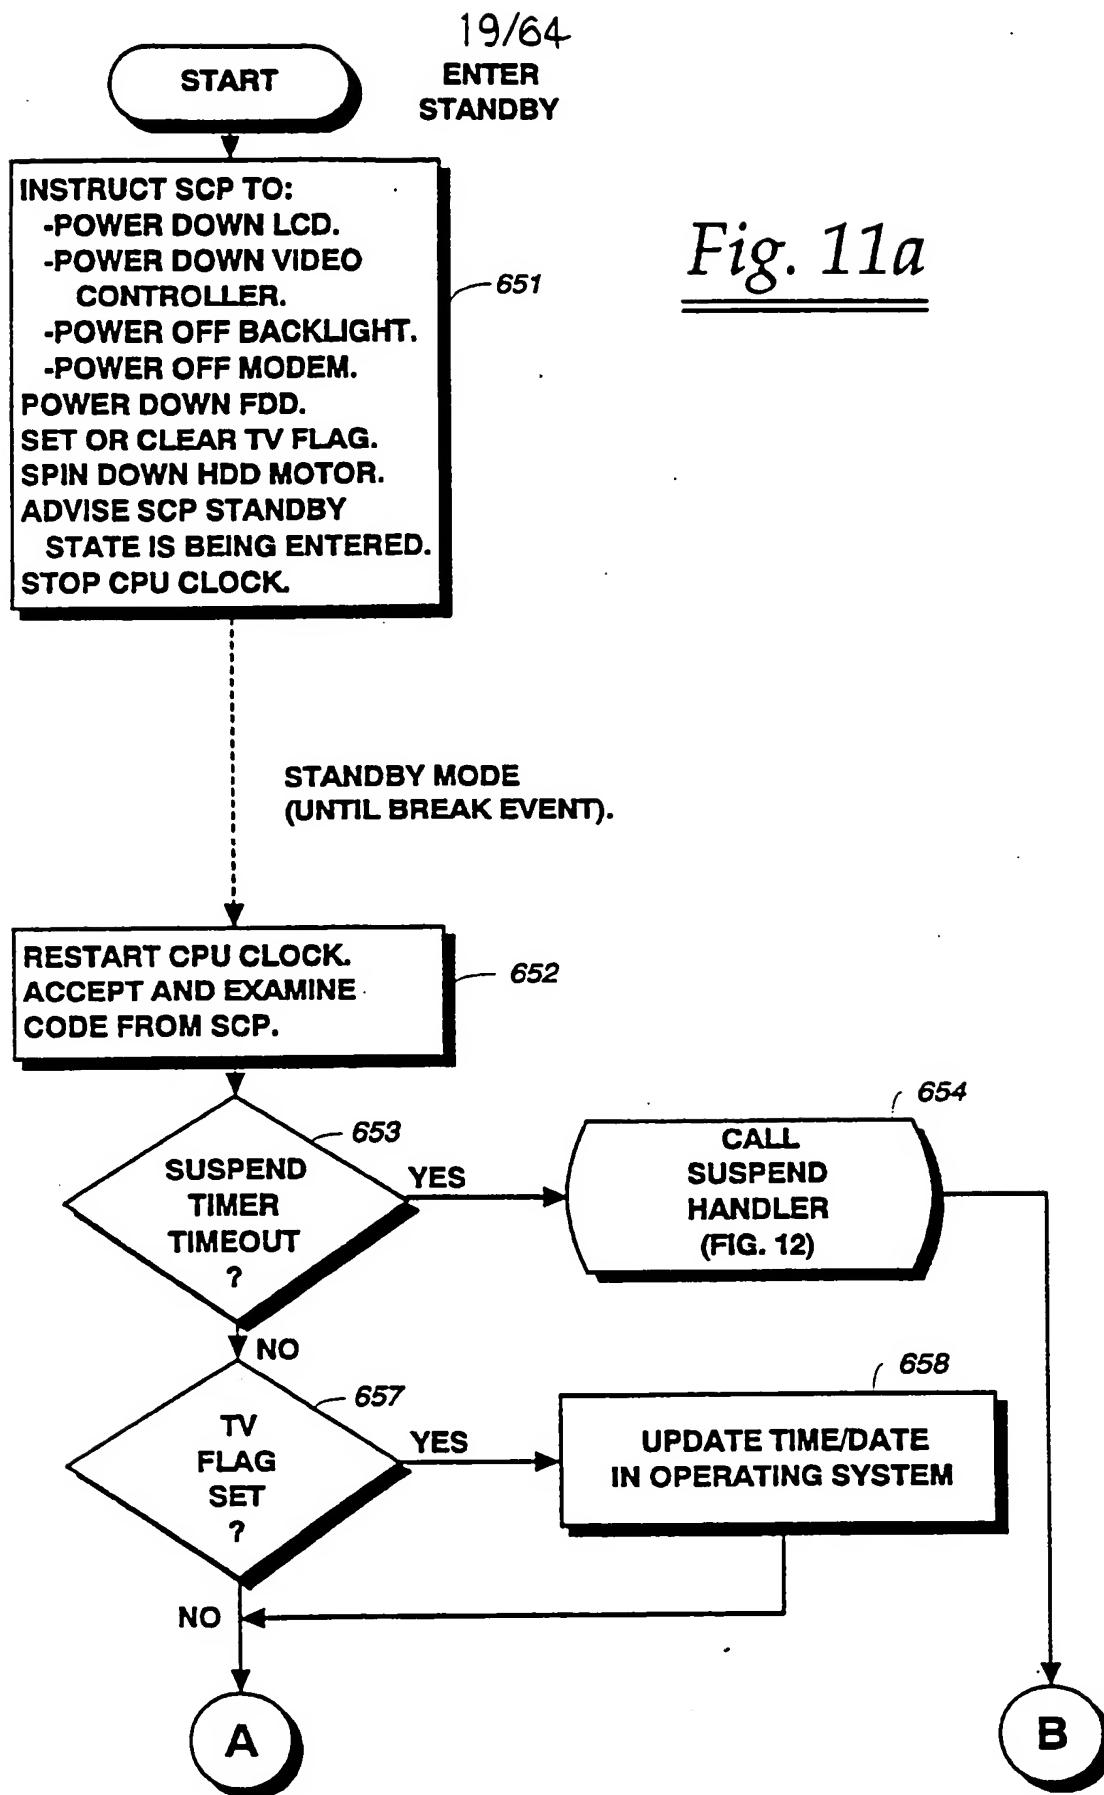 19/64
START
ENTER
STANDBY
Fig. 11a
INSTRUCT SCP TO:
-POWER DOWN LCD.
-POWER DOWN VIDEO
CONTROLLER.
-POWER OFF BACKLIGHT.
-POWER OFF MODEM.
POWER DOWN FDD.
SET OR CLEAR TV FLAG.
SPIN DOWN HDD MOTOR.
ADVISE SCP STANDBY
STATE IS BEING ENTERED.
STOP CPU CLOCK.
651
STANDBY MODE
(UNTIL BREAK EVENT).
RESTART CPU CLOCK.
ACCEPT AND EXAMINE
CODE FROM SCP.
652
653
SUSPEND
TIMER
TIMEOUT
?
YES
654
CALL
SUSPEND
HANDLER
(FIG. 12)
NO
657
TV
FLAG
SET
?
YES
658
UPDATE TIME/DATE
IN OPERATING SYSTEM
NO
A
B